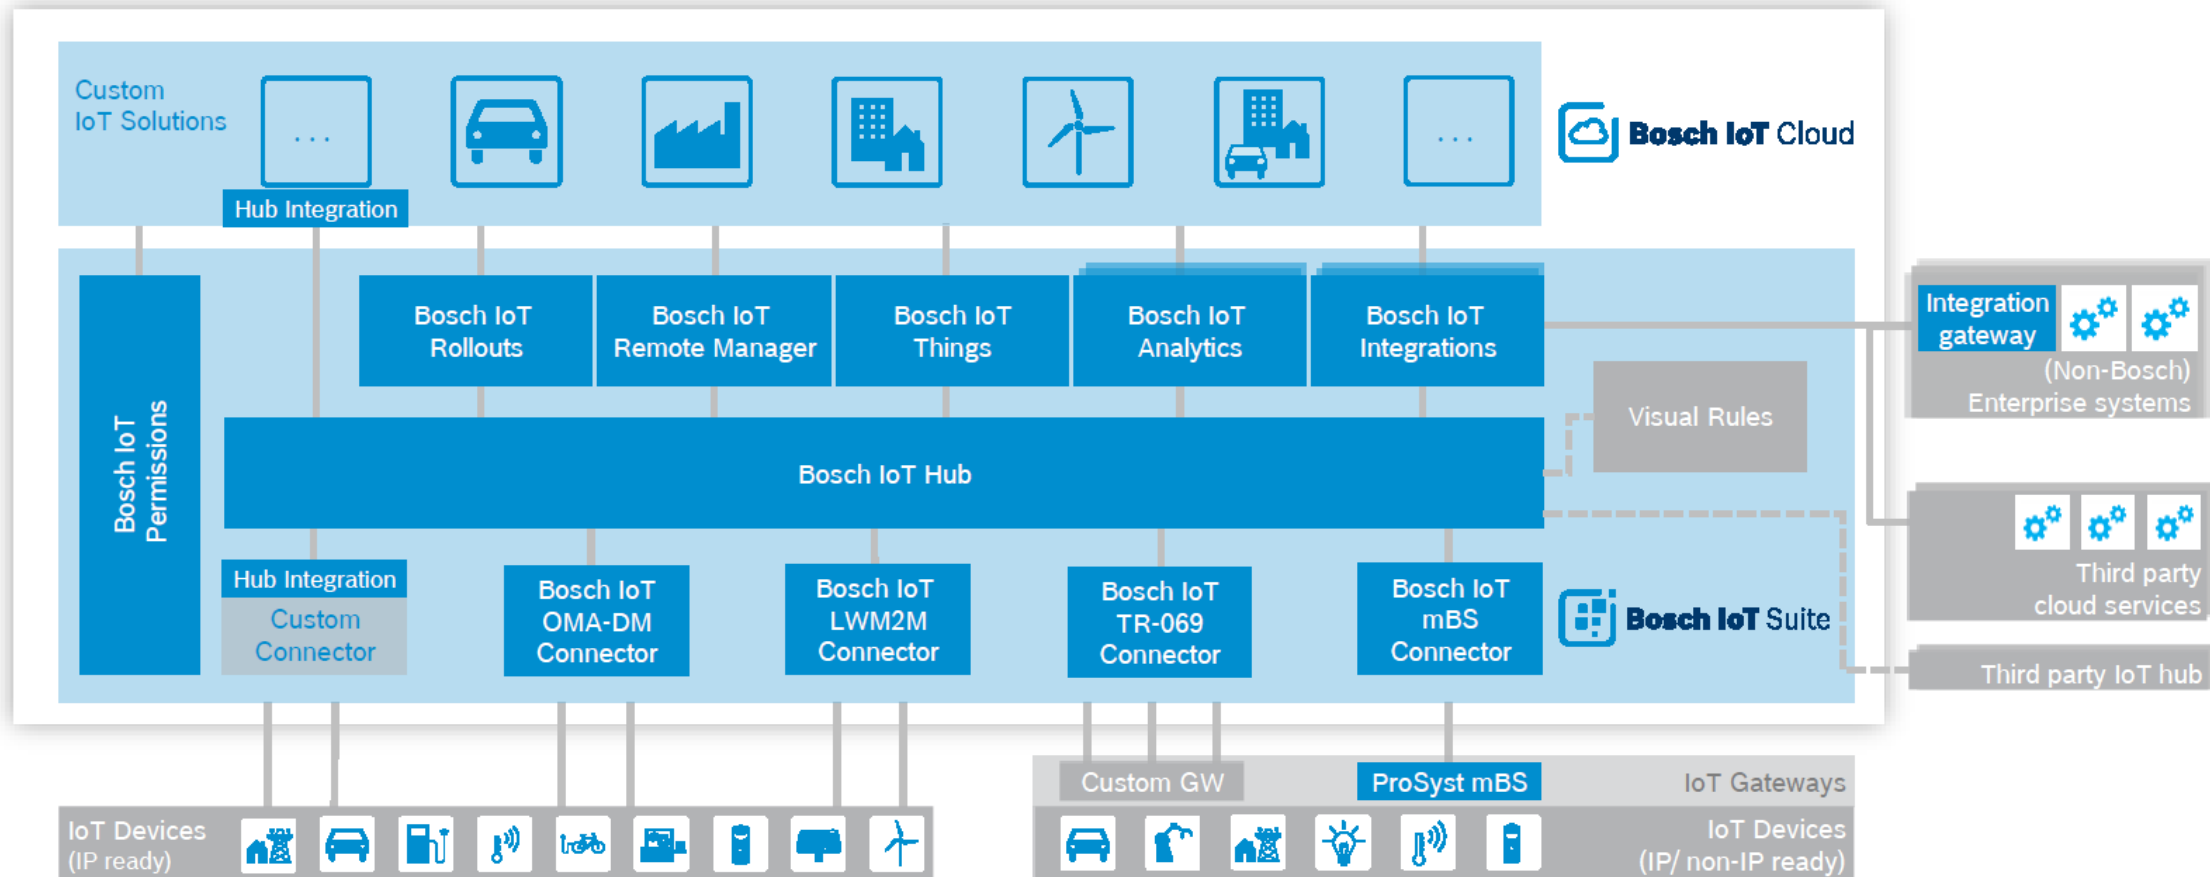 Custom
IoT Solutions
. . .
. . .
Bosch IoT Cloud
Hub Integration
Bosch IoT
Permissions
Bosch IoT
Rollouts
Bosch IoT
Remote Manager
Bosch IoT
Things
Bosch IoT
Analytics
Bosch IoT
Integrations
Integration
gateway
(Non-Bosch)
Enterprise systems
Visual Rules
Bosch IoT Hub
Third party
cloud services
Hub Integration
Custom
Connector
Bosch IoT
OMA-DM
Connector
Bosch IoT
LWM2M
Connector
Bosch IoT
TR-069
Connector
Bosch IoT
mBS
Connector
Bosch IoT Suite
Third party IoT hub
Custom GW
ProSyst mBS
IoT Gateways
IoT Devices
(IP ready)
IoT Devices
(IP/ non-IP ready)